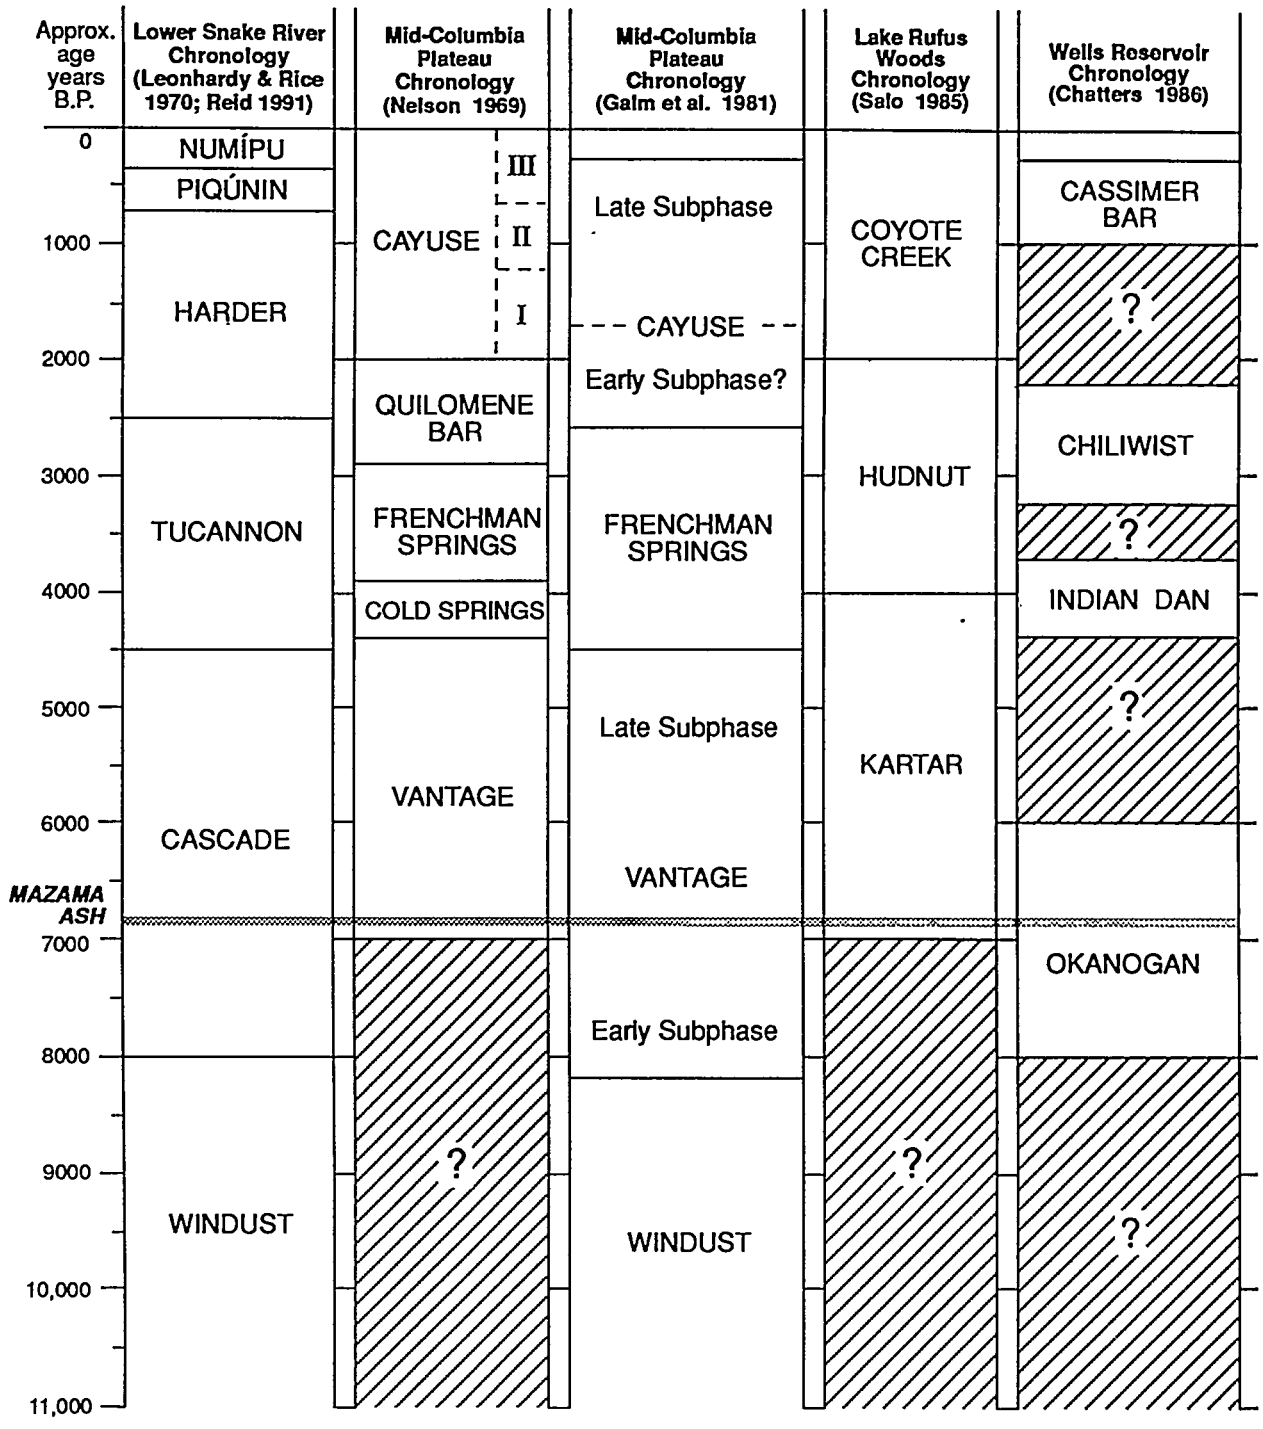 Approx.
age
years
B.P.
Lower Snake River
Chronology
(Leonhardy & Rice
1970; Reid 1991)
Mid-Columbia
Plateau
Chronology
(Nelson 1969)
Mid-Columbia
Plateau
Chronology
(Galm et al. 1981)
Lake Rufus
Woods
Chronology
(Salo 1985)
Wells Reservoir
Chronology
(Chatters 1986)
0
1000
2000
3000
4000
5000
6000
MAZAMA
ASH
7000
8000
9000
10,000
11,000
NUMÍPU
PIQÚNIN
HARDER
TUCANNON
CASCADE
WINDUST
CAYUSE
III
II
I
QUILOMENE
BAR
FRENCHMAN
SPRINGS
COLD SPRINGS
VANTAGE
?
Late Subphase
CAYUSE
Early Subphase?
FRENCHMAN
SPRINGS
Late Subphase
VANTAGE
Early Subphase
WINDUST
COYOTE
CREEK
HUDNUT
KARTAR
?
CASSIMER
BAR
?
CHILIWIST
?
INDIAN DAN
?
OKANOGAN
?